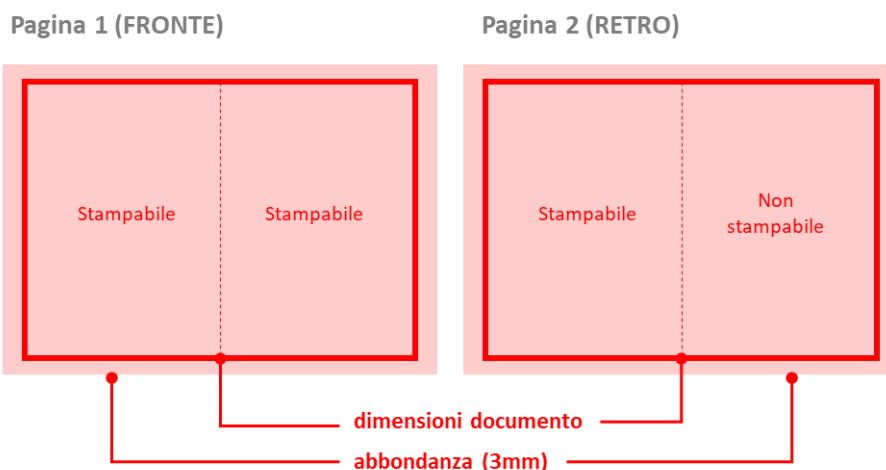 Pagina 1 (FRONTE)
Pagina 2 (RETRO)
Stampabile
Stampabile
Stampabile
Non
stampabile
dimensioni documento
abbondanza (3mm)